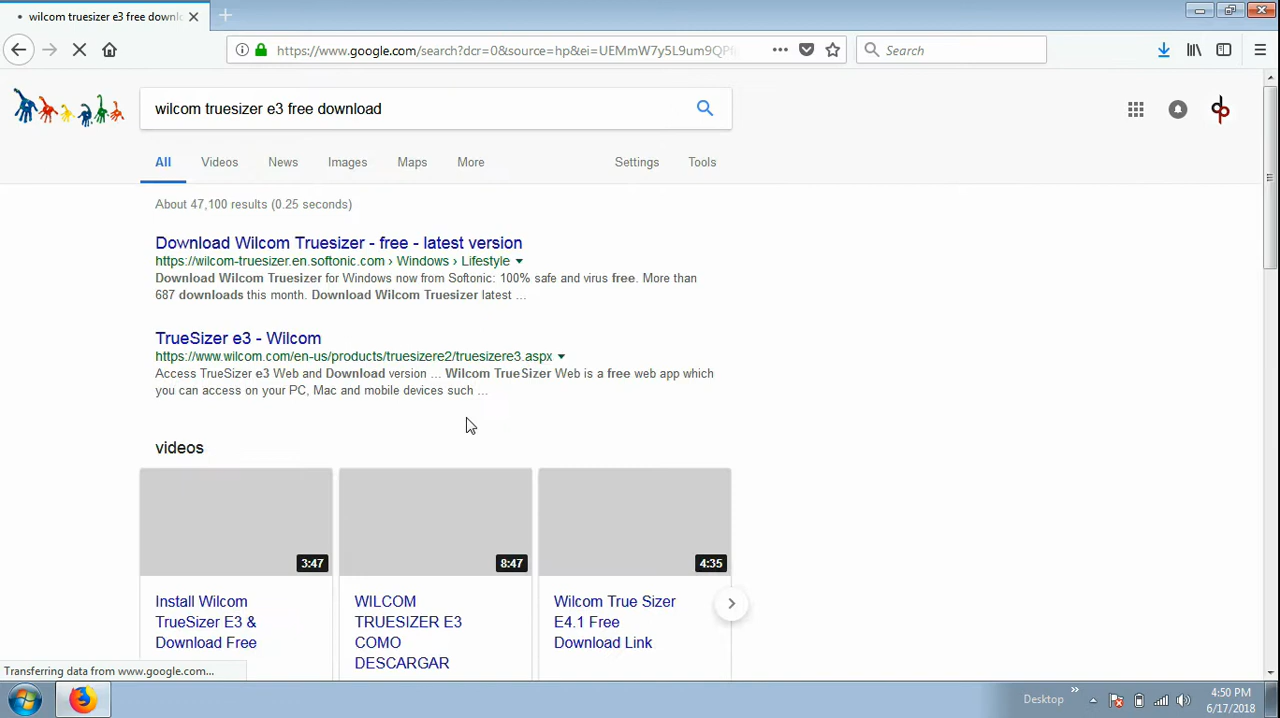 wilcom truesizer e3 free downl
https://www.google.com/search?dcr=0&source=hp&ei=UEMmW7y5L9um9QPf
Search
wilcom truesizer e3 free download
All
Videos
News
Images
Maps
More
Settings
Tools
About 47,100 results (0.25 seconds)
Download Wilcom Truesizer - free - latest version
https://wilcom-truesizer.en.softonic.com › Windows › Lifestyle
Download Wilcom Truesizer for Windows now from Softonic: 100% safe and virus free. More than
687 downloads this month. Download Wilcom Truesizer latest ...
TrueSizer e3 - Wilcom
https://www.wilcom.com/en-us/products/truesizere2/truesizere3.aspx
Access TrueSizer e3 Web and Download version ... Wilcom TrueSizer Web is a free web app which
you can access on your PC, Mac and mobile devices such ...
videos
3:47
8:47
4:35
Install Wilcom
TrueSizer E3 &
Download Free
WILCOM
TRUESIZER E3
COMO
DESCARGAR
Wilcom True Sizer
E4.1 Free
Download Link
Transferring data from www.google.com...
Desktop
4:50 PM
6/17/2018